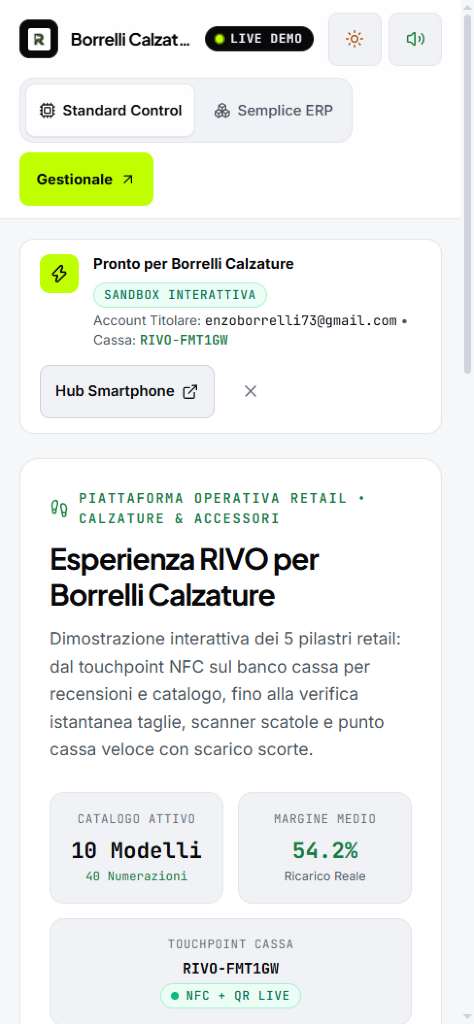 R
Borrelli Calzat...
LIVE DEMO
Standard Control
Semplice ERP
Gestionale
Pronto per Borrelli Calzature
SANDBOX INTERATTIVA
Account Titolare: enzoborrelli73@gmail.com •
Cassa: RIVO-FMT1GW
Hub Smartphone
PIATTAFORMA OPERATIVA RETAIL •
CALZATURE & ACCESSORI
Esperienza RIVO per
Borrelli Calzature
Dimostrazione interattiva dei 5 pilastri retail:
dal touchpoint NFC sul banco cassa per
recensioni e catalogo, fino alla verifica
istantanea taglie, scanner scatole e punto
cassa veloce con scarico scorte.
CATALOGO ATTIVO
10 Modelli
40 Numerazioni
MARGINE MEDIO
54.2%
Ricarico Reale
TOUCHPOINT CASSA
RIVO-FMT1GW
NFC + QR LIVE